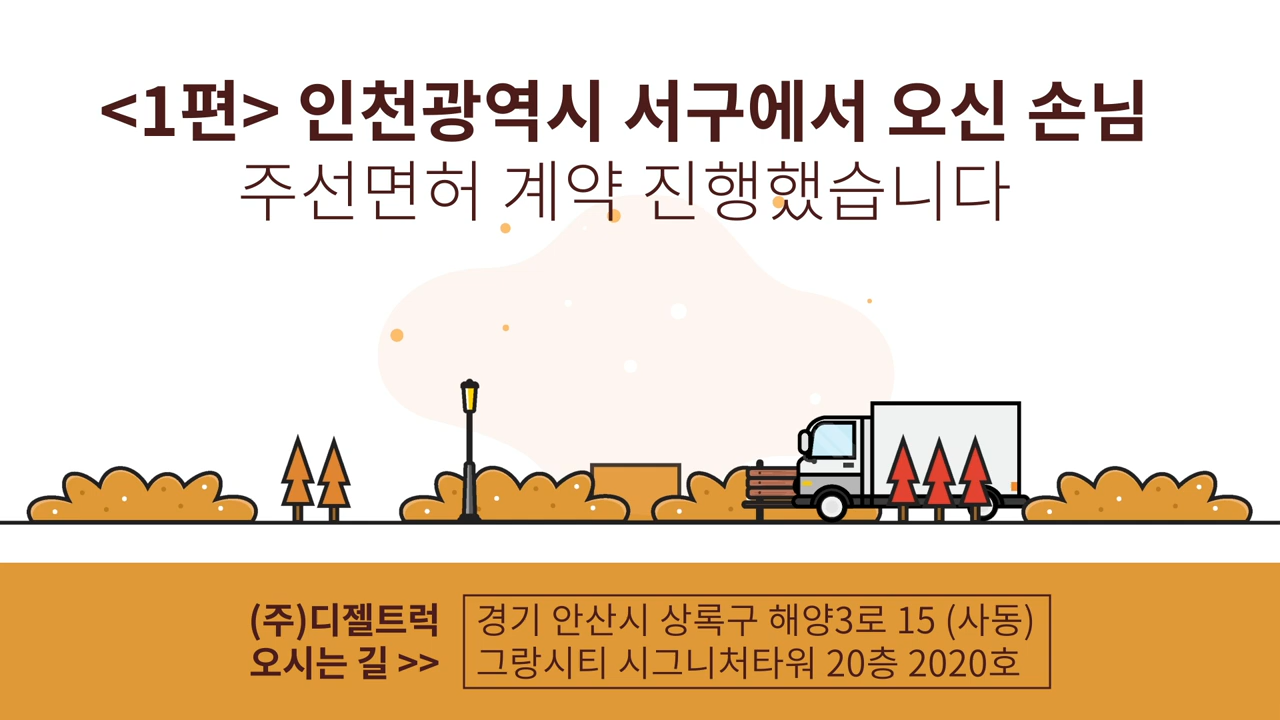 <1편> 인천광역시 서구에서 오신 손님
주선면허 계약 진행했습니다
(주)디젤트럭
오시는 길 >>
경기 안산시 상록구 해양3로 15 (사동)
그랑시티 시그니처타워 20층 2020호